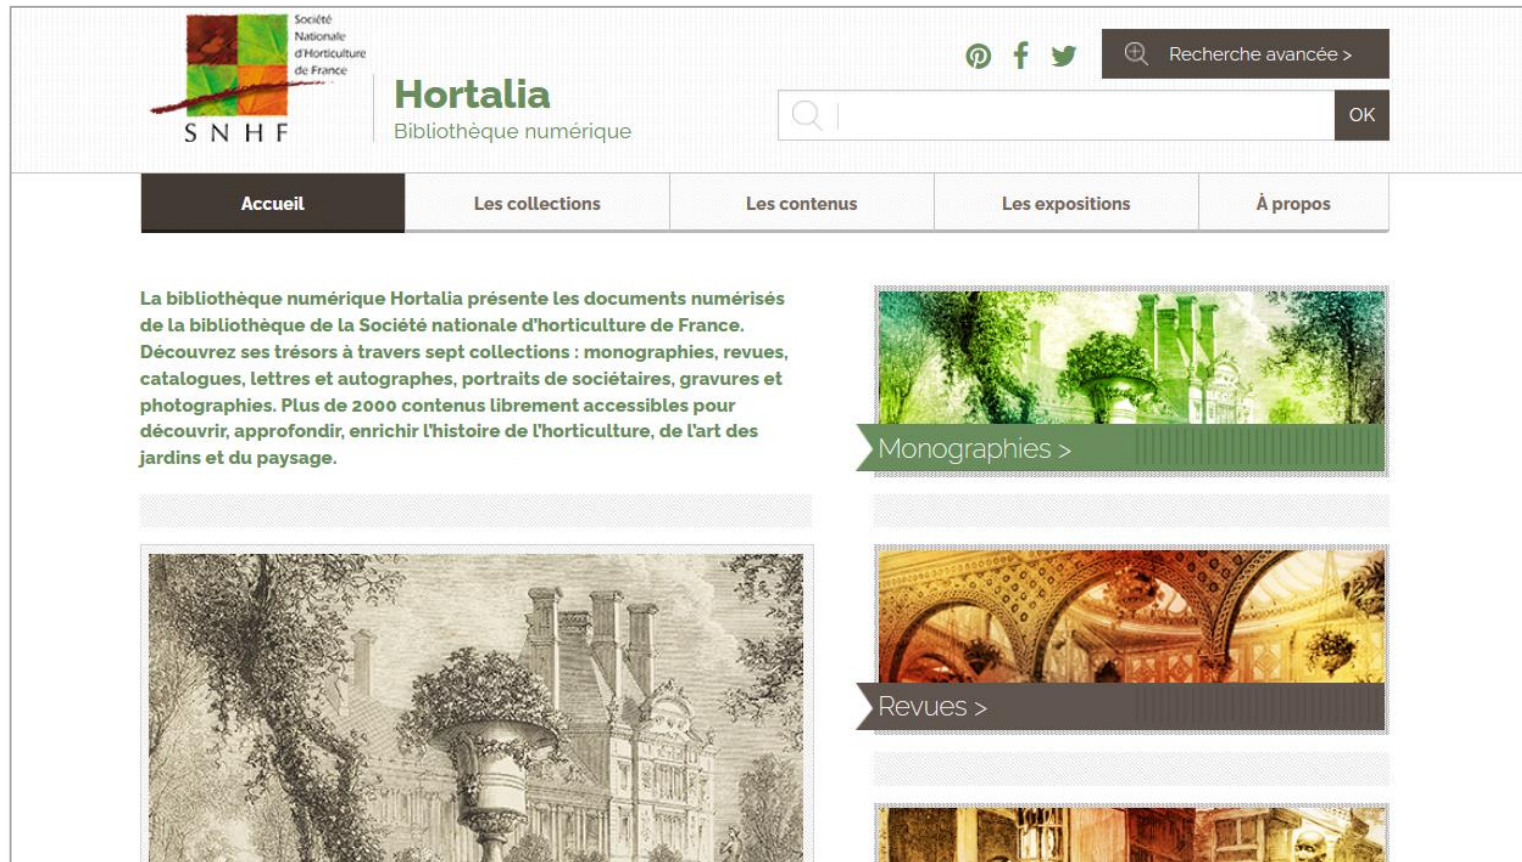 Société
Nationale
d'Horticulture
de France
S N H F
Hortalia
Bibliothèque numérique
Recherche avancée >
OK
Accueil
Les collections
Les contenus
Les expositions
À propos
La bibliothèque numérique Hortalia présente les documents numérisés
de la bibliothèque de la Société nationale d'horticulture de France.
Découvrez ses trésors à travers sept collections : monographies, revues,
catalogues, lettres et autographes, portraits de sociétaires, gravures et
photographies. Plus de 2000 contenus librement accessibles pour
découvrir, approfondir, enrichir l'histoire de l'horticulture, de l'art des
jardins et du paysage.
Monographies >
Revues >